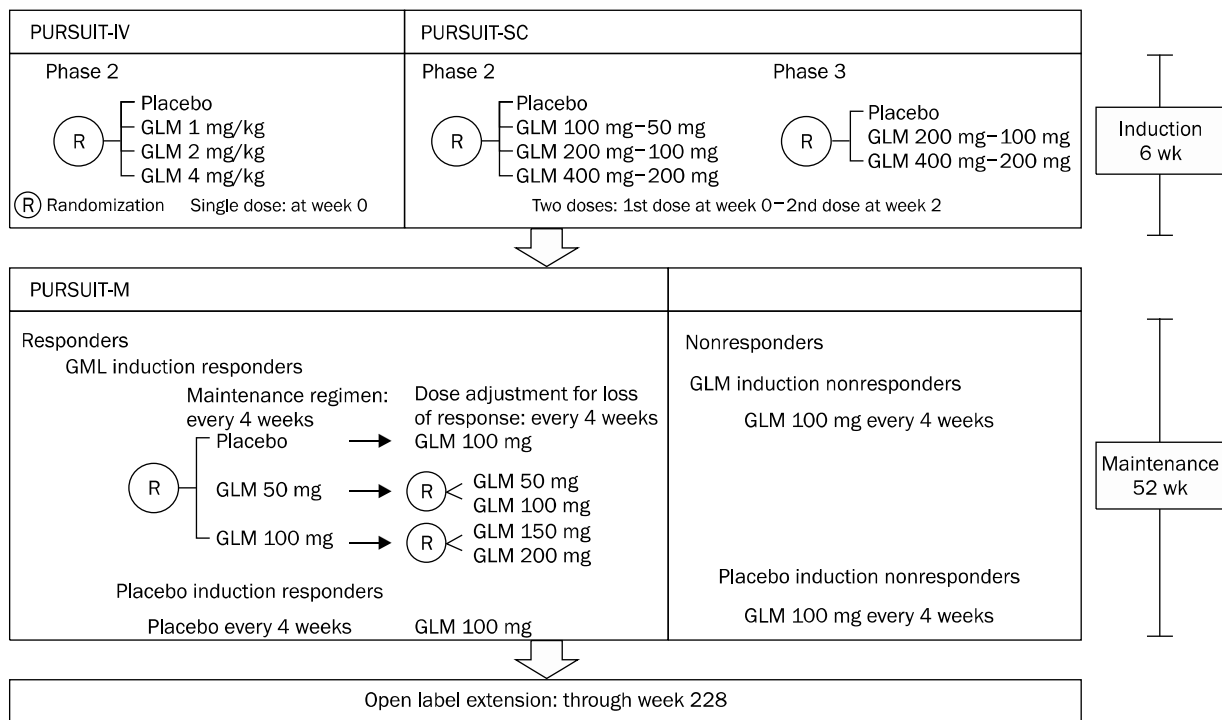 PURSUIT-IV
PURSUIT-SC
Phase 2
R
Placebo
GLM 1 mg/kg
GLM 2 mg/kg
GLM 4 mg/kg
R Randomization Single dose: at week 0
Phase 2
R
Placebo
GLM 100 mg−50 mg
GLM 200 mg−100 mg
GLM 400 mg−200 mg
Phase 3
R
Placebo
GLM 200 mg−100 mg
GLM 400 mg−200 mg
Two doses: 1st dose at week 0−2nd dose at week 2
Induction
6 wk
PURSUIT-M
Responders
GML induction responders
Maintenance regimen:
every 4 weeks
Dose adjustment for loss
of response: every 4 weeks
R
Placebo
GLM 100 mg
GLM 50 mg
R
GLM 50 mg
GLM 100 mg
GLM 100 mg
R
GLM 150 mg
GLM 200 mg
Placebo induction responders
Placebo every 4 weeks GLM 100 mg
Nonresponders
GLM induction nonresponders
GLM 100 mg every 4 weeks
Placebo induction nonresponders
GLM 100 mg every 4 weeks
Maintenance
52 wk
Open label extension: through week 228